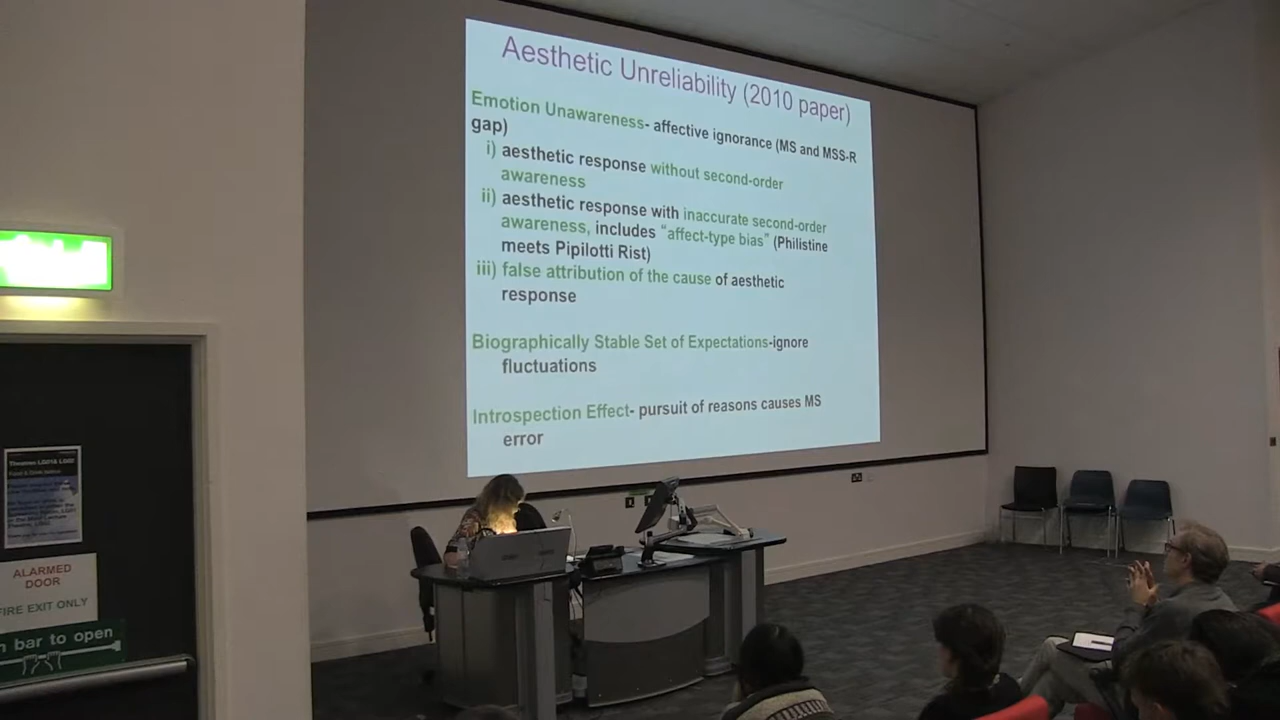 Aesthetic Unreliability (2010 paper)
Emotion Unawareness- affective ignorance (MS and MSS-R
gap)
i) aesthetic response without second-order
awareness
ii) aesthetic response with inaccurate second-order
awareness, includes "affect-type bias" (Philistine
meets Pipilotti Rist)
iii) false attribution of the cause of aesthetic
response
Biographically Stable Set of Expectations-ignore
fluctuations
Introspection Effect- pursuit of reasons causes MS
error
ALARMED
DOOR
FIRE EXIT ONLY
bar to open